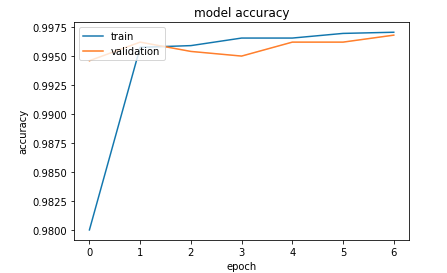 model accuracy
train
validation
0.9975
0.9950
0.9925
0.9900
0.9875
0.9850
0.9825
0.9800
accuracy
0 1 2 3 4 5 6
epoch